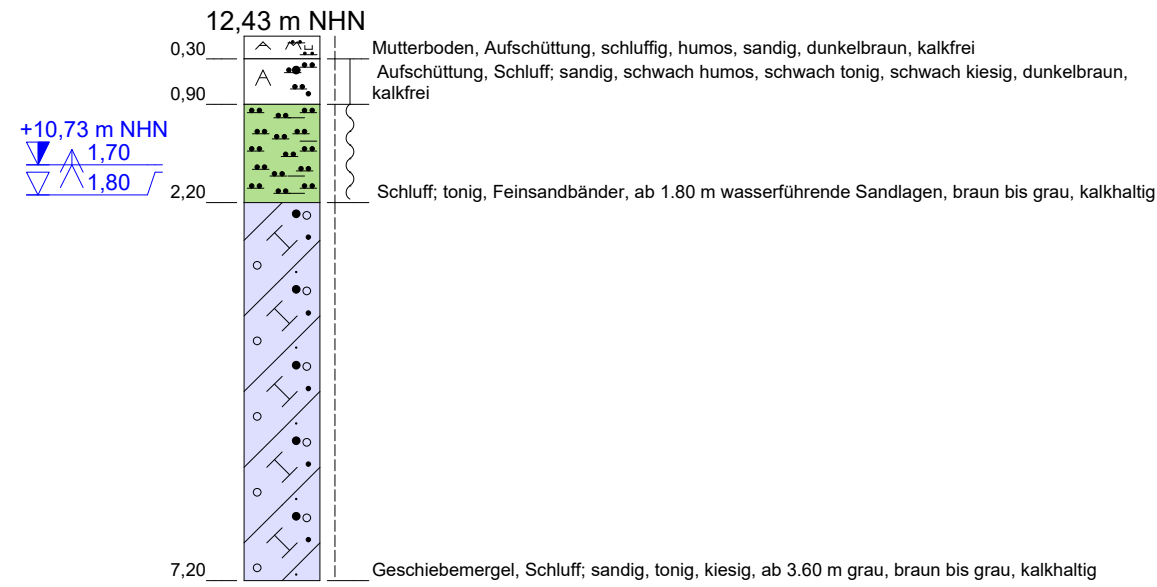 12,43 m NHN
0,30
Mutterboden, Aufschüttung, schluffig, humos, sandig, dunkelbraun, kalkfrei
Aufschüttung, Schluff; sandig, schwach humos, schwach tonig, schwach kiesig, dunkelbraun,
kalkfrei
0,90
+10,73 m NHN
1,70
1,80
2,20
Schluff; tonig, Feinsandbänder, ab 1.80 m wasserführende Sandlagen, braun bis grau, kalkhaltig
7,20
Geschiebemergel, Schluff; sandig, tonig, kiesig, ab 3.60 m grau, braun bis grau, kalkhaltig